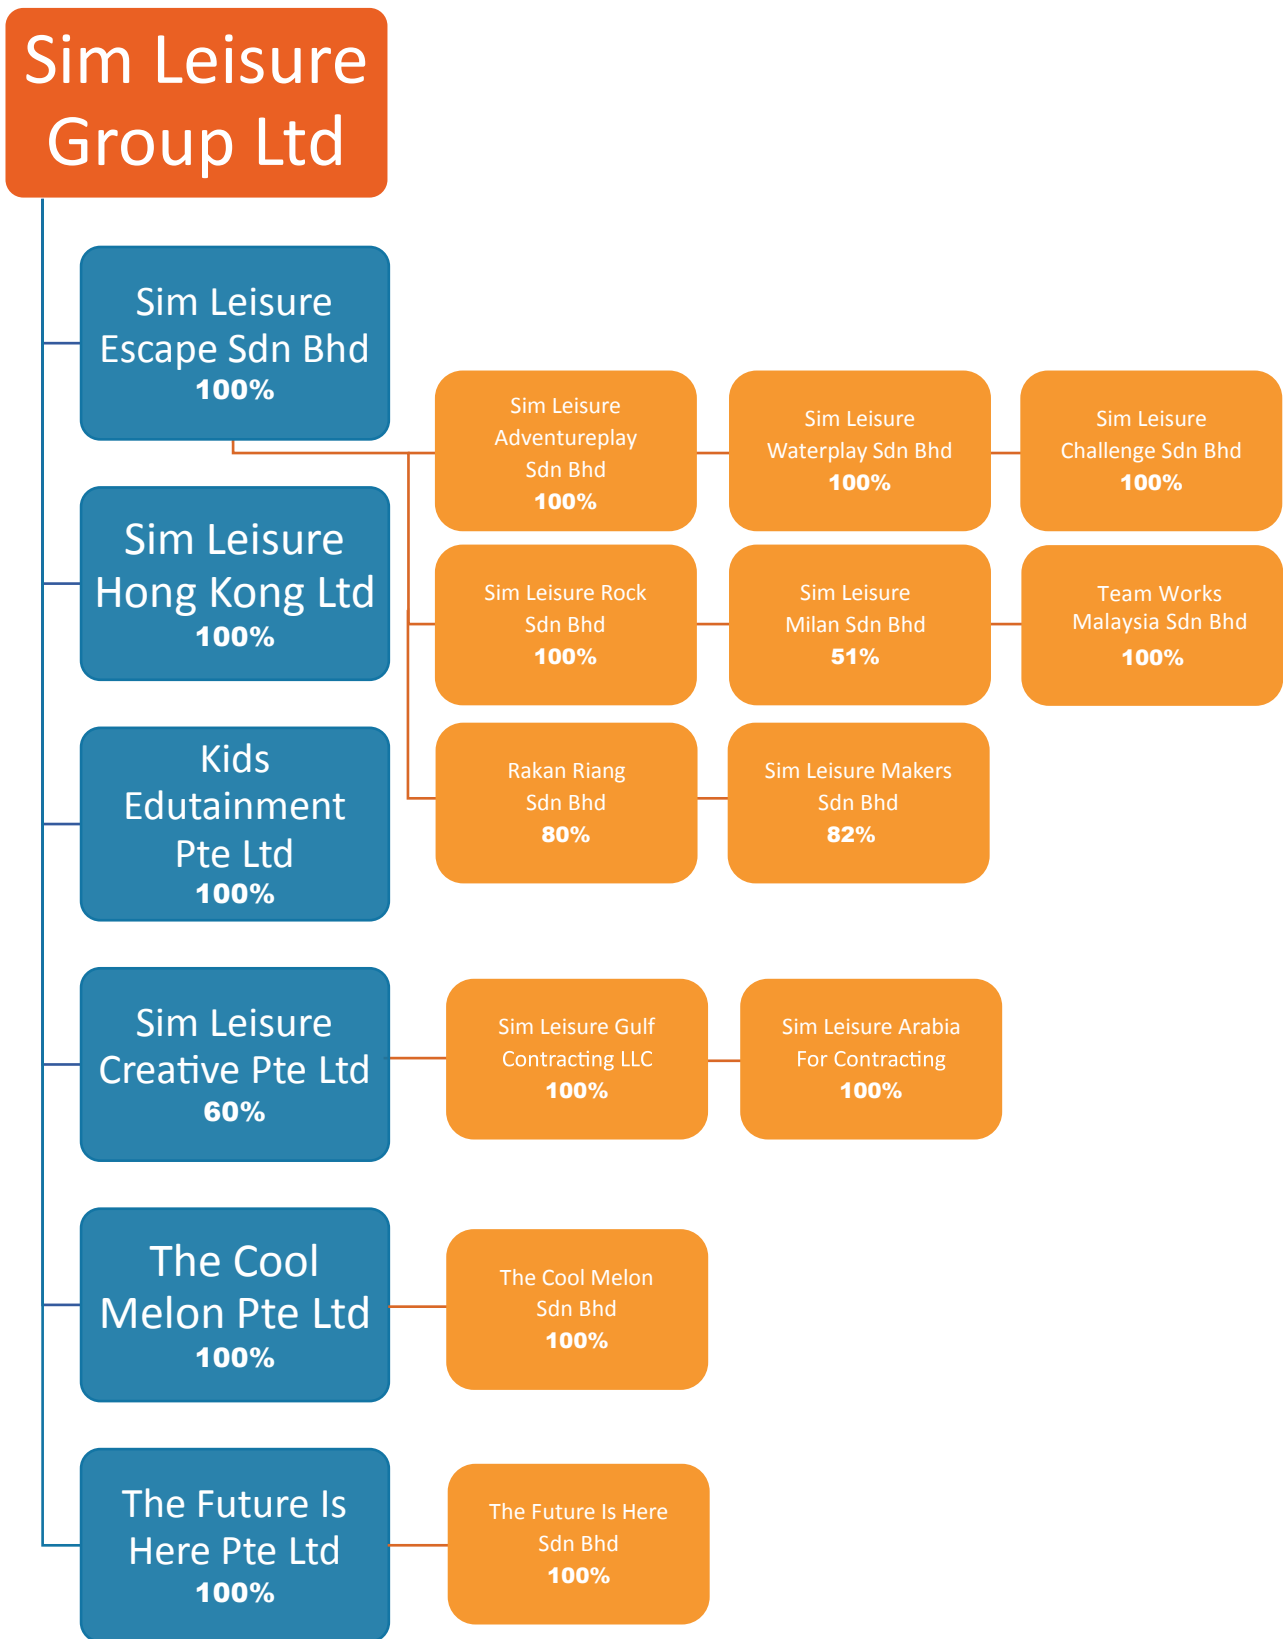 Sim Leisure
Group Ltd
Sim Leisure
Escape Sdn Bhd
100%
Sim Leisure
Adventureplay
Sdn Bhd
100%
Sim Leisure
Waterplay Sdn Bhd
100%
Sim Leisure
Challenge Sdn Bhd
100%
Sim Leisure
Hong Kong Ltd
100%
Sim Leisure Rock
Sdn Bhd
100%
Sim Leisure
Milan Sdn Bhd
51%
Team Works
Malaysia Sdn Bhd
100%
Kids
Edutainment
Pte Ltd
100%
Rakan Riang
Sdn Bhd
80%
Sim Leisure Makers
Sdn Bhd
82%
Sim Leisure
Creative Pte Ltd
60%
Sim Leisure Gulf
Contracting LLC
100%
Sim Leisure Arabia
For Contracting
100%
The Cool
Melon Pte Ltd
100%
The Cool Melon
Sdn Bhd
100%
The Future Is
Here Pte Ltd
100%
The Future Is Here
Sdn Bhd
100%